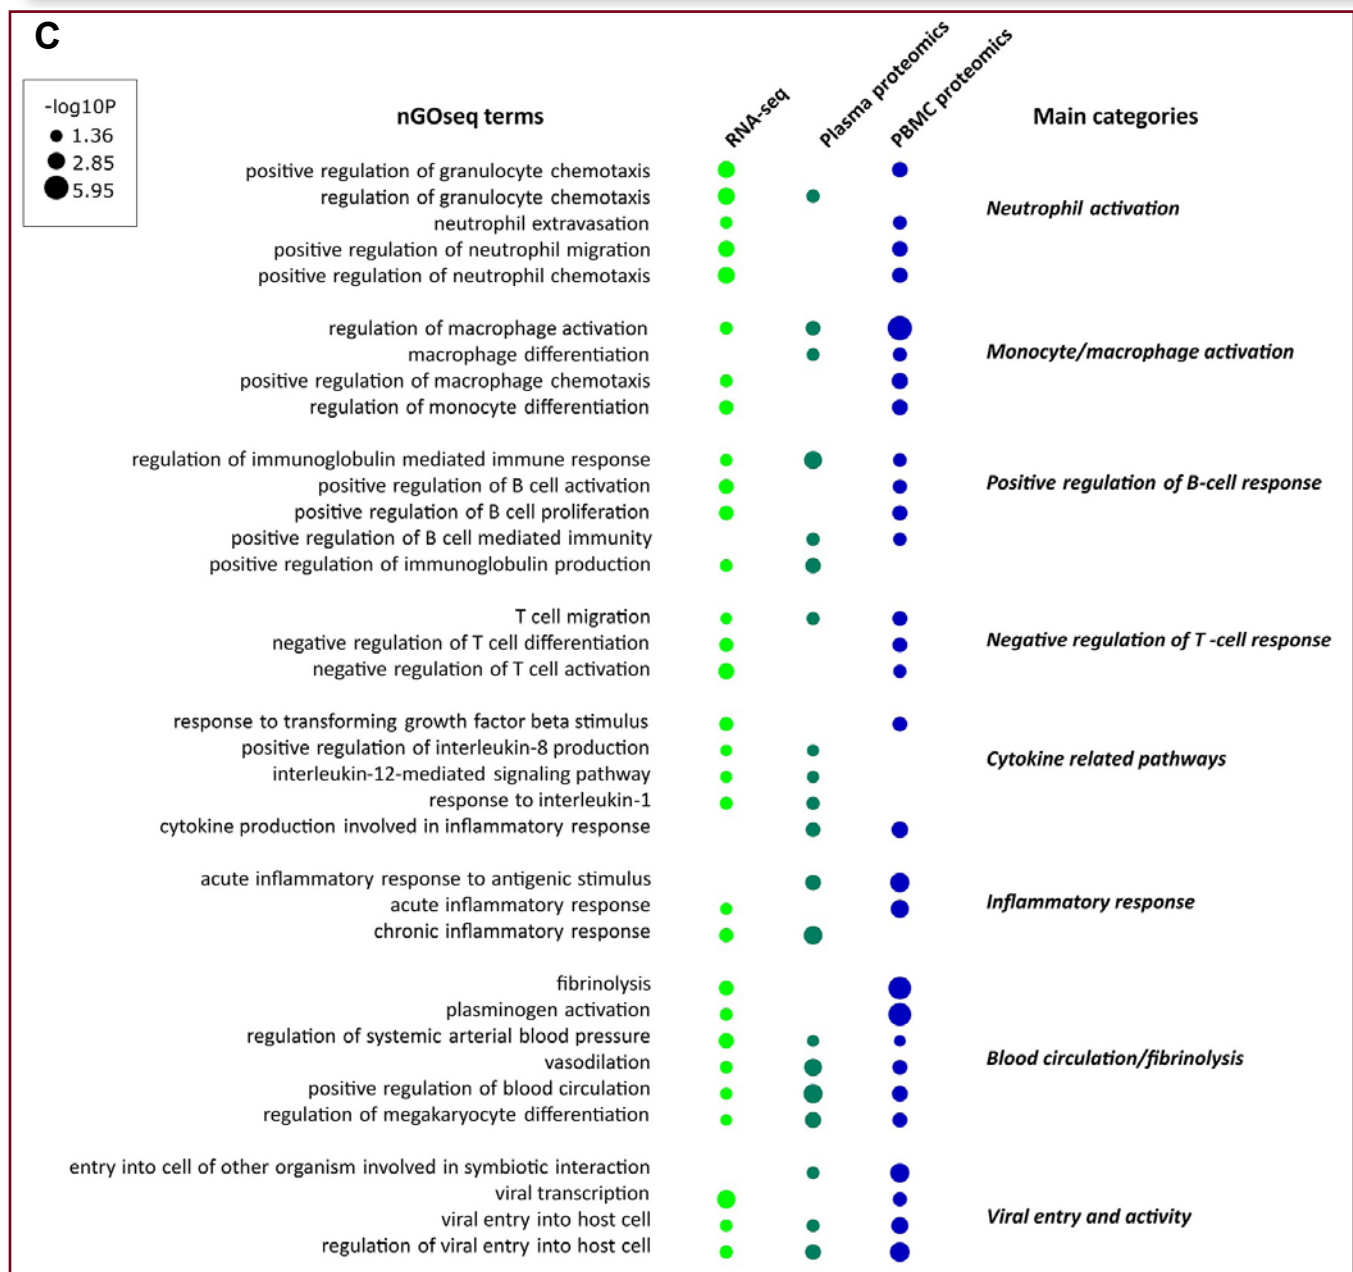 C
-log10P
1.36
2.85
5.95
nGOseq terms
RNA-seq
Plasma proteomics
PBMC proteomics
Main categories
positive regulation of granulocyte chemotaxis
regulation of granulocyte chemotaxis
neutrophil extravasation
positive regulation of neutrophil migration
positive regulation of neutrophil chemotaxis
Neutrophil activation
regulation of macrophage activation
macrophage differentiation
positive regulation of macrophage chemotaxis
regulation of monocyte differentiation
Monocyte/macrophage activation
regulation of immunoglobulin mediated immune response
positive regulation of B cell activation
positive regulation of B cell proliferation
positive regulation of B cell mediated immunity
positive regulation of immunoglobulin production
Positive regulation of B-cell response
T cell migration
negative regulation of T cell differentiation
negative regulation of T cell activation
Negative regulation of T -cell response
response to transforming growth factor beta stimulus
positive regulation of interleukin-8 production
interleukin-12-mediated signaling pathway
response to interleukin-1
cytokine production involved in inflammatory response
Cytokine related pathways
acute inflammatory response to antigenic stimulus
acute inflammatory response
chronic inflammatory response
Inflammatory response
fibrinolysis
plasminogen activation
regulation of systemic arterial blood pressure
vasodilation
positive regulation of blood circulation
regulation of megakaryocyte differentiation
Blood circulation/fibrinolysis
entry into cell of other organism involved in symbiotic interaction
viral transcription
viral entry into host cell
regulation of viral entry into host cell
Viral entry and activity